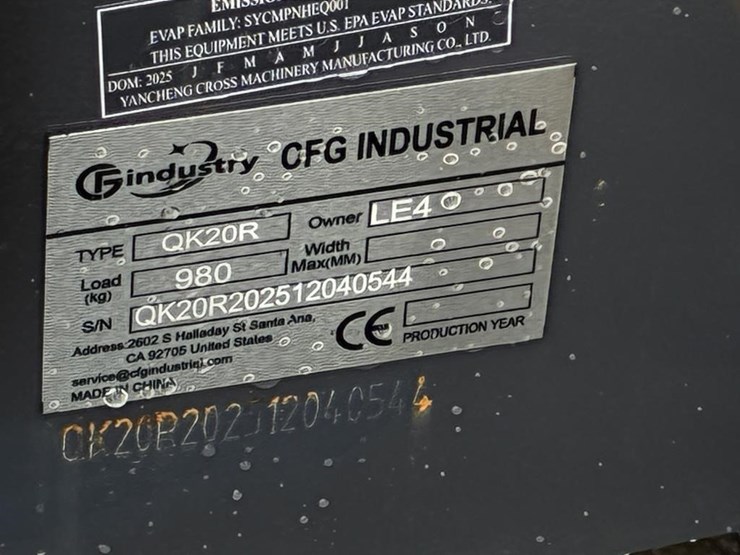 EVAP FAMILY: SYCMPNHEQ001
THIS EQUIPMENT MEETS U.S. EPA EVAP STANDARDS.
J F M A M J J A S O N
DOM: 2025
YANCHENG CROSS MACHINERY MANUFACTURING CO., LTD.
CFG industry CFG INDUSTRIAL
TYPE QK20R Owner LE4
Load (kg) 980 Width Max(MM)
S/N QK20R202512040544
Address:2602 S Halladay St Santa Ana,
CA 92705 United States
service@cfgindustrial.com
MADE IN CHINA
CE PRODUCTION YEAR
QK20R202512040544